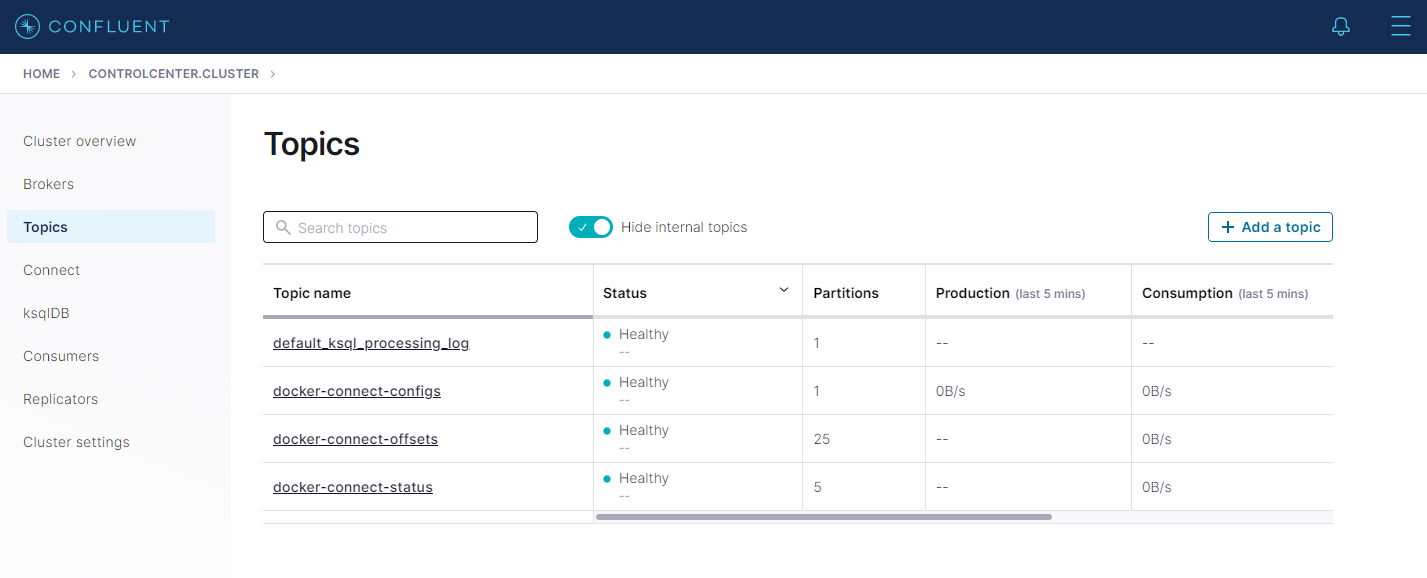 CONFLUENT
HOME > CONTROLCENTER.CLUSTER >
Cluster overview
Brokers
Topics
Connect
ksqlDB
Consumers
Replicators
Cluster settings
Topics
Search topics
Hide internal topics
+ Add a topic
Topic name Status Partitions Production (last 5 mins) Consumption (last 5 mins)
default_ksql_processing_log Healthy 1 -- --
--
docker-connect-configs Healthy 1 0B/s 0B/s
--
docker-connect-offsets Healthy 25 -- 0B/s
--
docker-connect-status Healthy 5 -- 0B/s
--